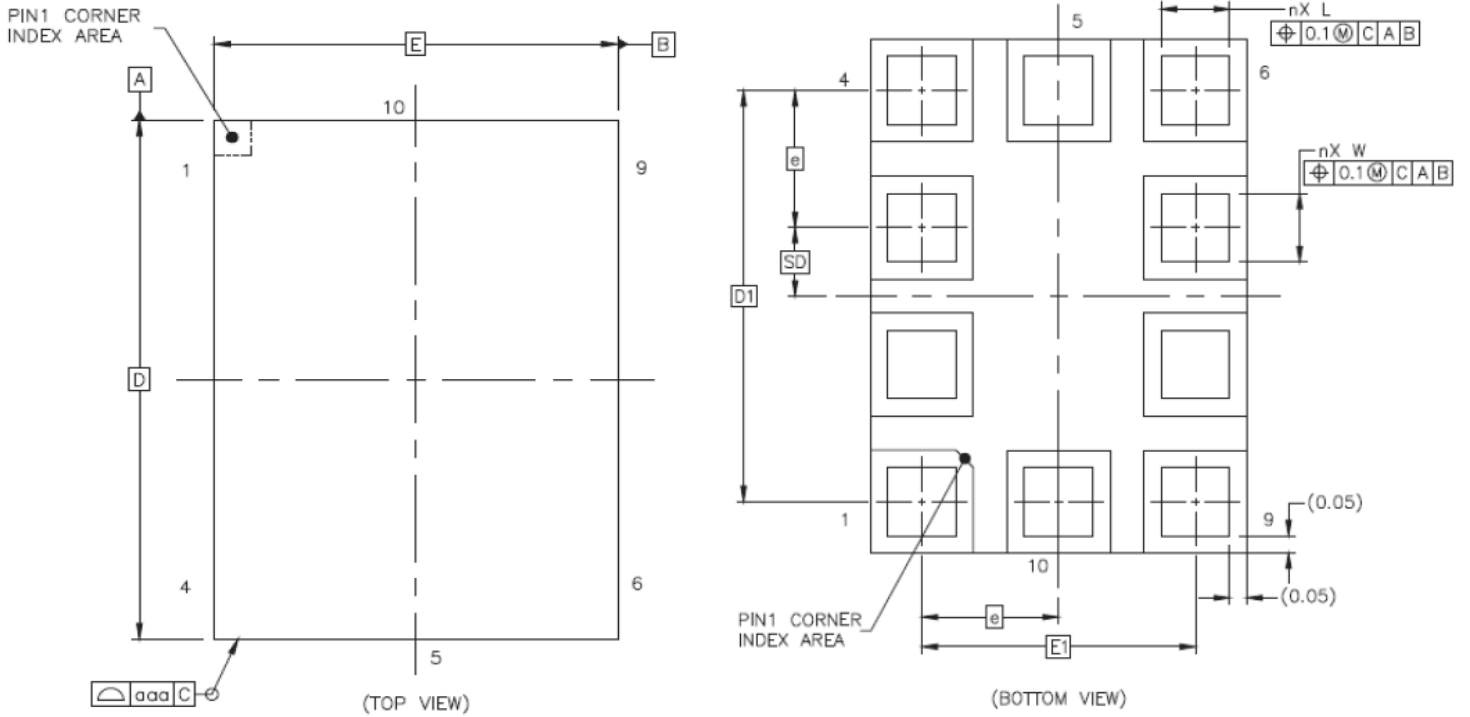 PIN1 CORNER
INDEX AREA
E
B
A
10
1
9
D
4
6
5
aaa C
(TOP VIEW)
nX L
0.1 Ⓜ C A B
5
4
6
e
nX W
0.1 Ⓜ C A B
SD
D1
(0.05)
1
9
10
(0.05)
PIN1 CORNER
INDEX AREA
e
E1
(BOTTOM VIEW)